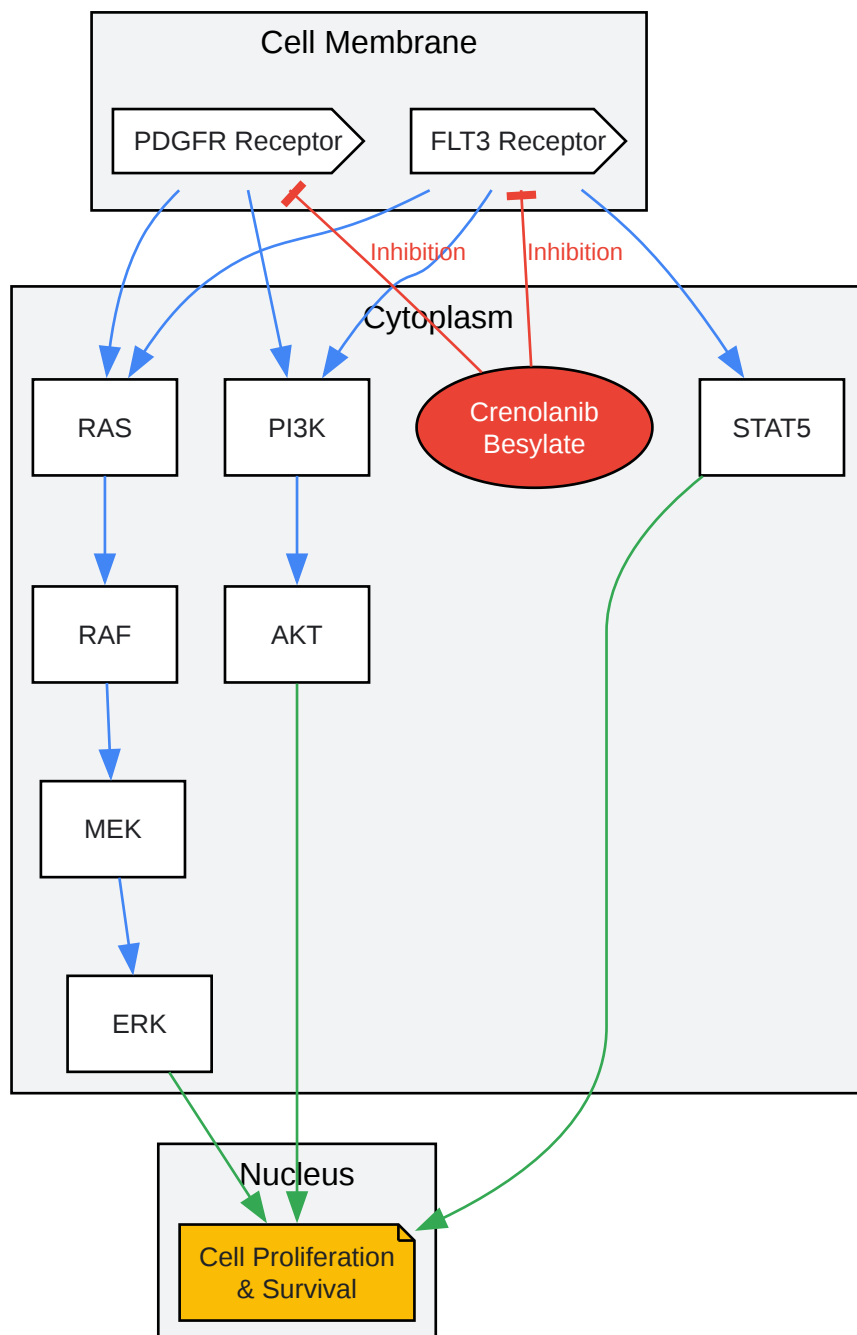 Cell Membrane
PDGFR Receptor
FLT3 Receptor
Inhibition
Inhibition
Cytoplasm
RAS
PI3K
Crenolanib
Besylate
STAT5
RAF
AKT
MEK
ERK
Nucleus
Cell Proliferation
& Survival